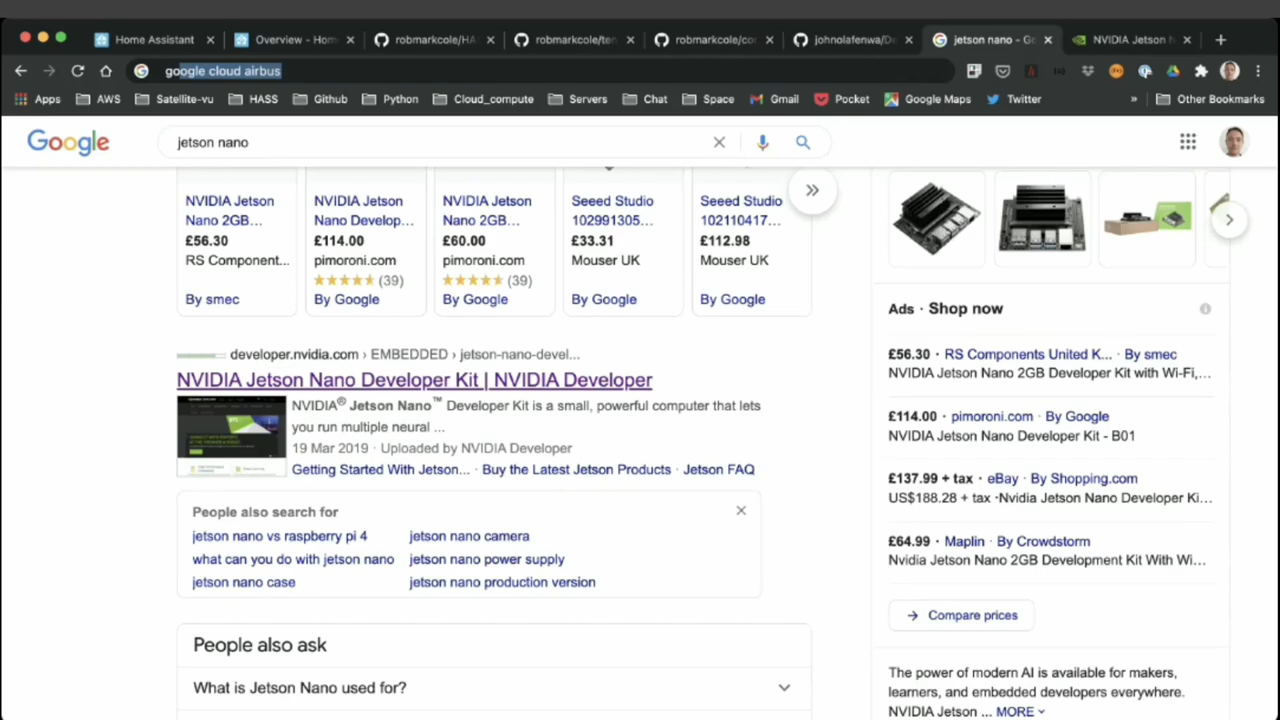 Home Assistant
Overview - Hom
robmarkcole/HA
robmarkcole/ten
robmarkcole/con
johnolafenwa/De
jetson nano - Go
NVIDIA Jetson N
google cloud airbus
Apps
AWS
Satellite-vu
HASS
Github
Python
Cloud_compute
Servers
Chat
Space
Gmail
Pocket
Google Maps
Twitter
»
Other Bookmarks
Google
jetson nano
NVIDIA Jetson
Nano 2GB...
£56.30
RS Component...
By smec
NVIDIA Jetson
Nano Develop...
£114.00
pimoroni.com
(39)
By Google
NVIDIA Jetson
Nano 2GB...
£60.00
pimoroni.com
(39)
By Google
Seeed Studio
102991305...
£33.31
Mouser UK
By Google
Seeed Studio
102110417...
£112.98
Mouser UK
By Google
developer.nvidia.com › EMBEDDED › jetson-nano-devel...
NVIDIA Jetson Nano Developer Kit | NVIDIA Developer
NVIDIA® Jetson Nano™ Developer Kit is a small, powerful computer that lets
you run multiple neural ...
19 Mar 2019 · Uploaded by NVIDIA Developer
Getting Started With Jetson... · Buy the Latest Jetson Products · Jetson FAQ
People also search for
jetson nano vs raspberry pi 4
jetson nano camera
what can you do with jetson nano
jetson nano power supply
jetson nano case
jetson nano production version
People also ask
What is Jetson Nano used for?
Ads · Shop now
£56.30 · RS Components United K... · By smec
NVIDIA Jetson Nano 2GB Developer Kit with Wi-Fi,...
£114.00 · pimoroni.com · By Google
NVIDIA Jetson Nano Developer Kit - B01
£137.99 + tax · eBay · By Shopping.com
US$188.28 + tax ·Nvidia Jetson Nano Developer Ki...
£64.99 · Maplin · By Crowdstorm
Nvidia Jetson Nano 2GB Development Kit With Wi...
Compare prices
The power of modern AI is available for makers,
learners, and embedded developers everywhere.
NVIDIA Jetson ... MORE